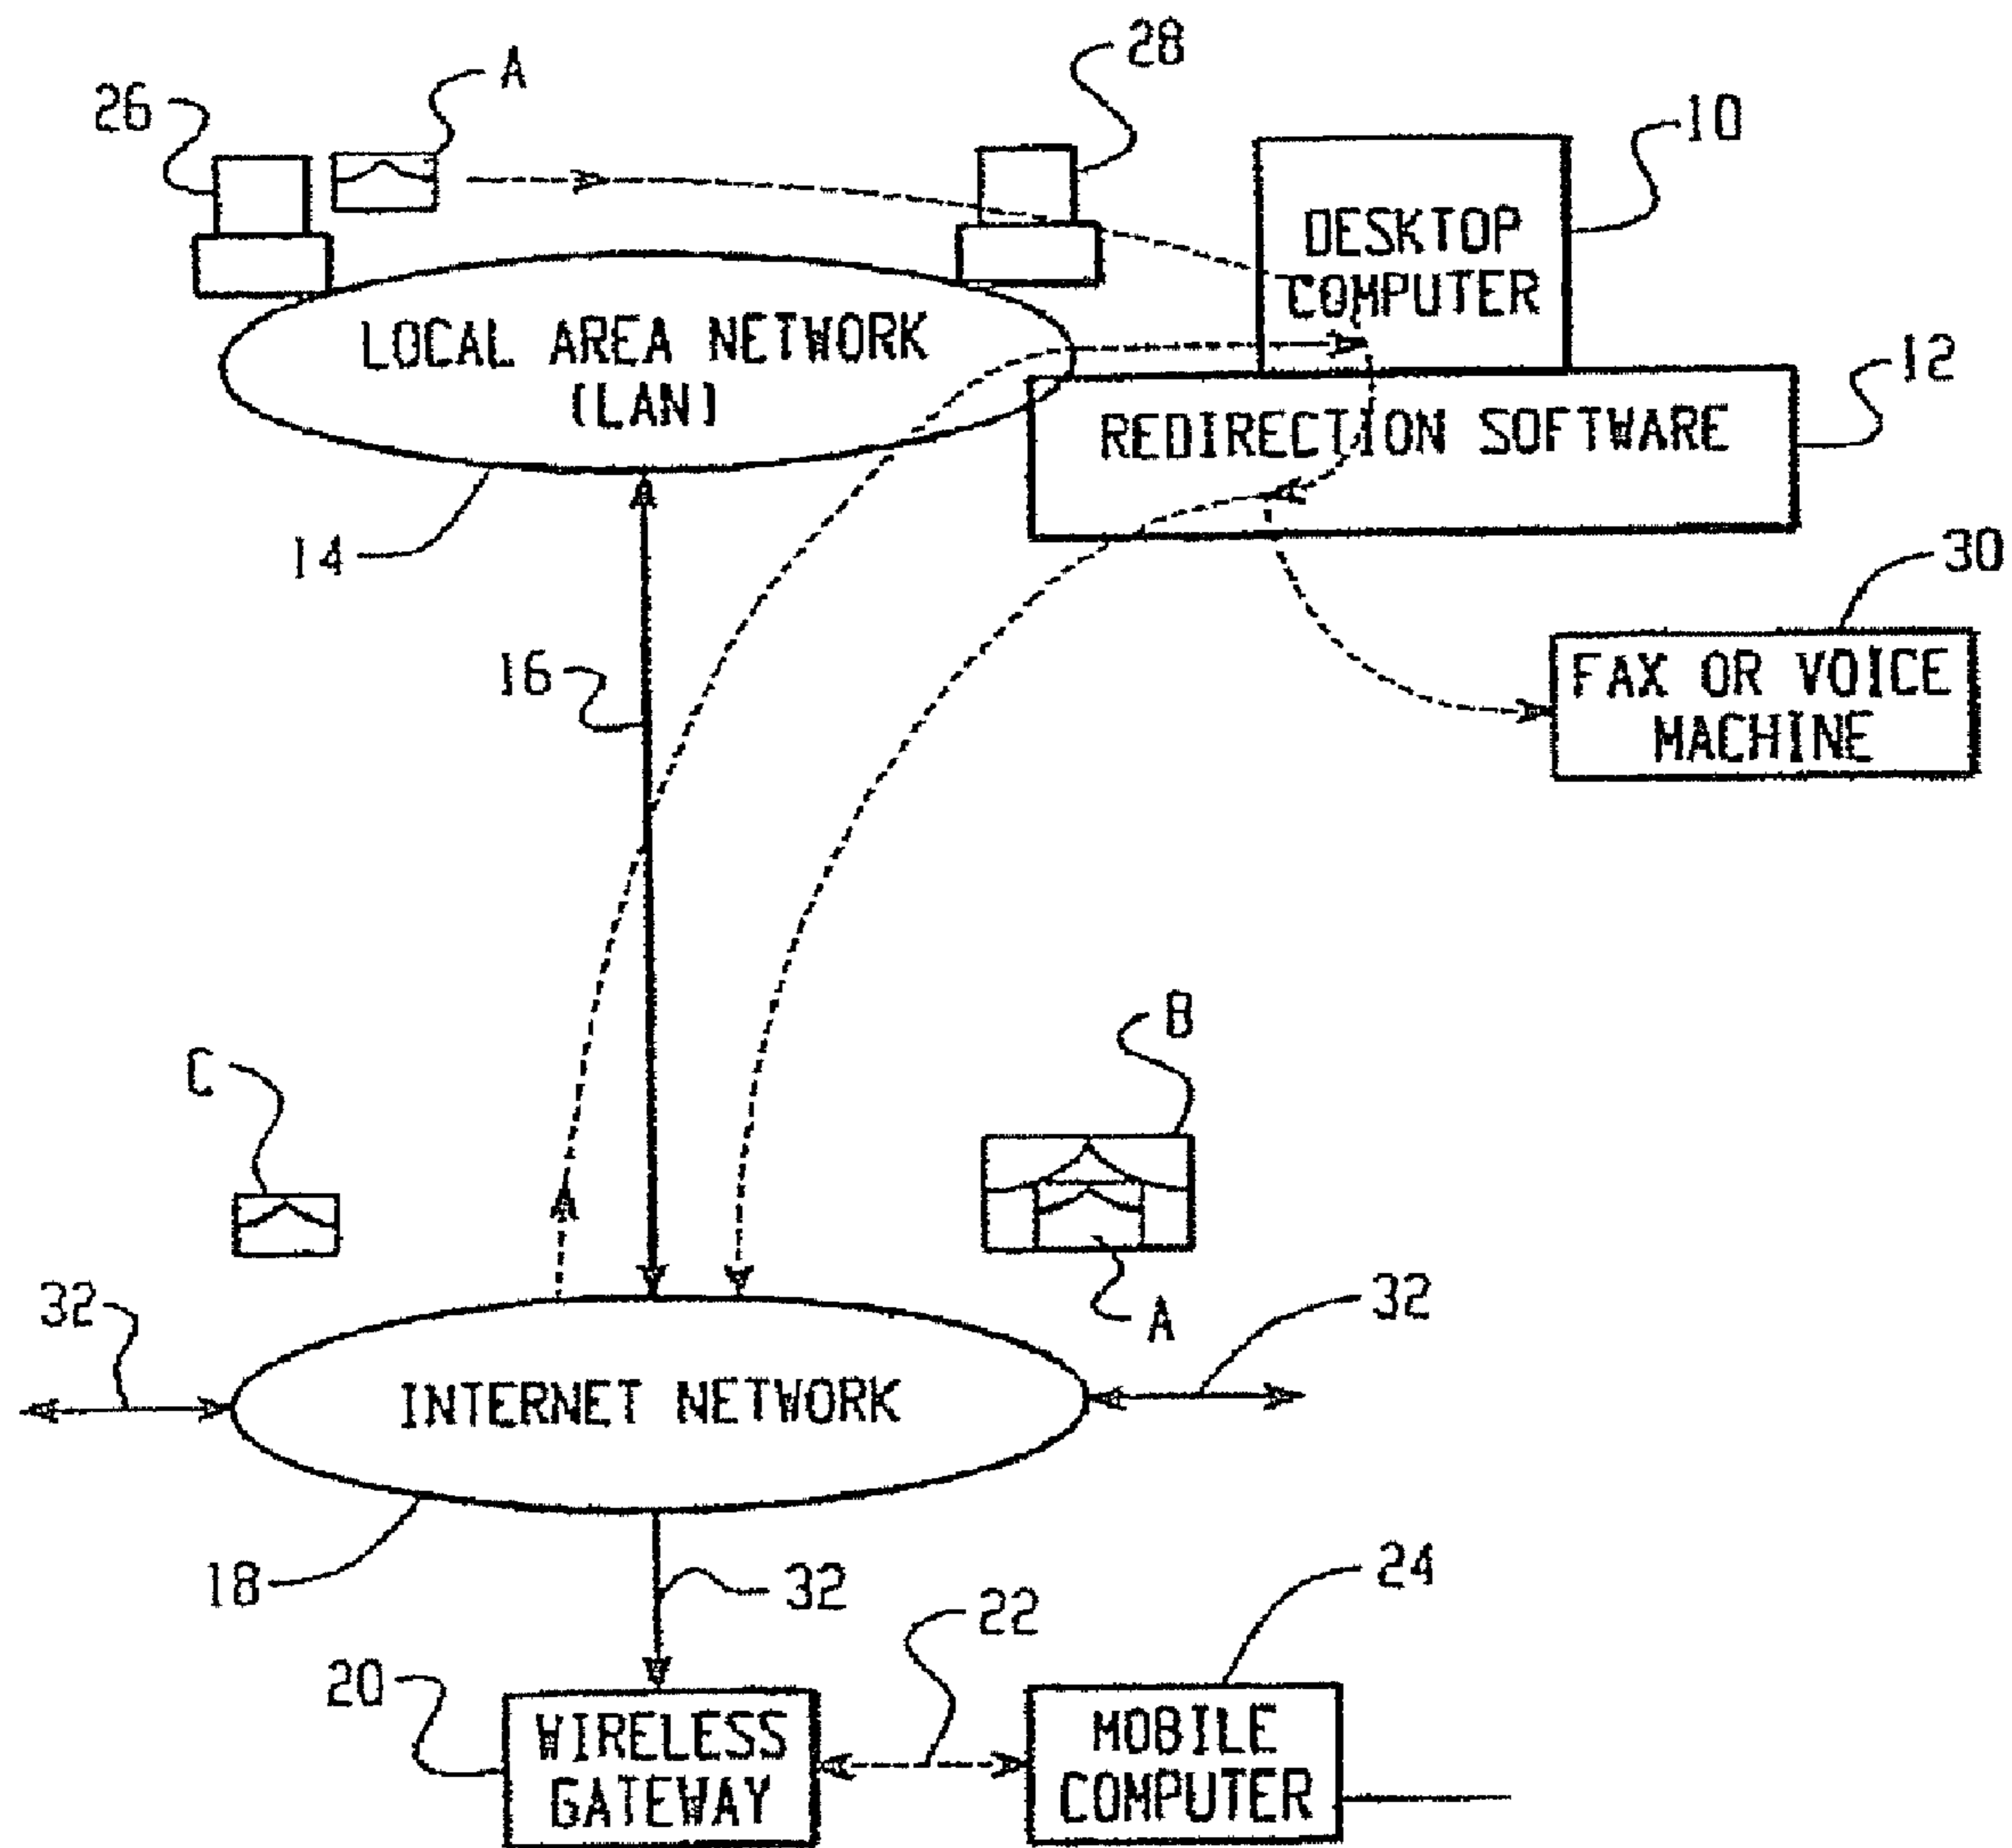 28
A
26
10
DESKTOP
COMPUTER
LOCAL AREA NETWORK
(LAN)
12
REDIRECTION SOFTWARE
14
30
16
FAX OR VOICE
MACHINE
B
C
32
A
32
INTERNET NETWORK
18
32
24
22
20
WIRELESS
GATEWAY
MOBILE
COMPUTER